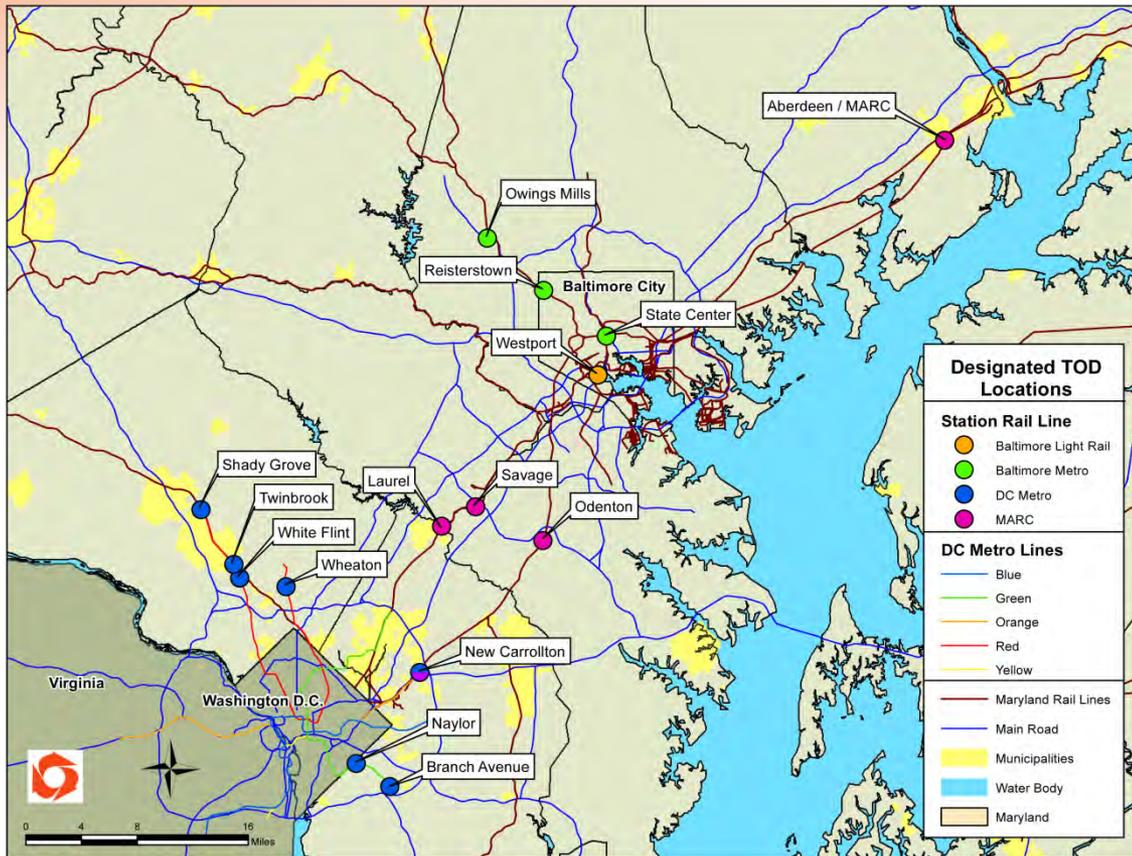 Aberdeen / MARC
Owings Mills
Reisterstown
Baltimore City
State Center
Westport
Shady Grove
Twinbrook
White Flint
Wheaton
Laurel
Savage
Odenton
New Carrollton
Virginia
Washington D.C.
Naylor
Branch Avenue
0 4 8 16
Miles
Designated TOD
Locations
Station Rail Line
Baltimore Light Rail
Baltimore Metro
DC Metro
MARC
DC Metro Lines
Blue
Green
Orange
Red
Yellow
Maryland Rail Lines
Main Road
Municipalities
Water Body
Maryland